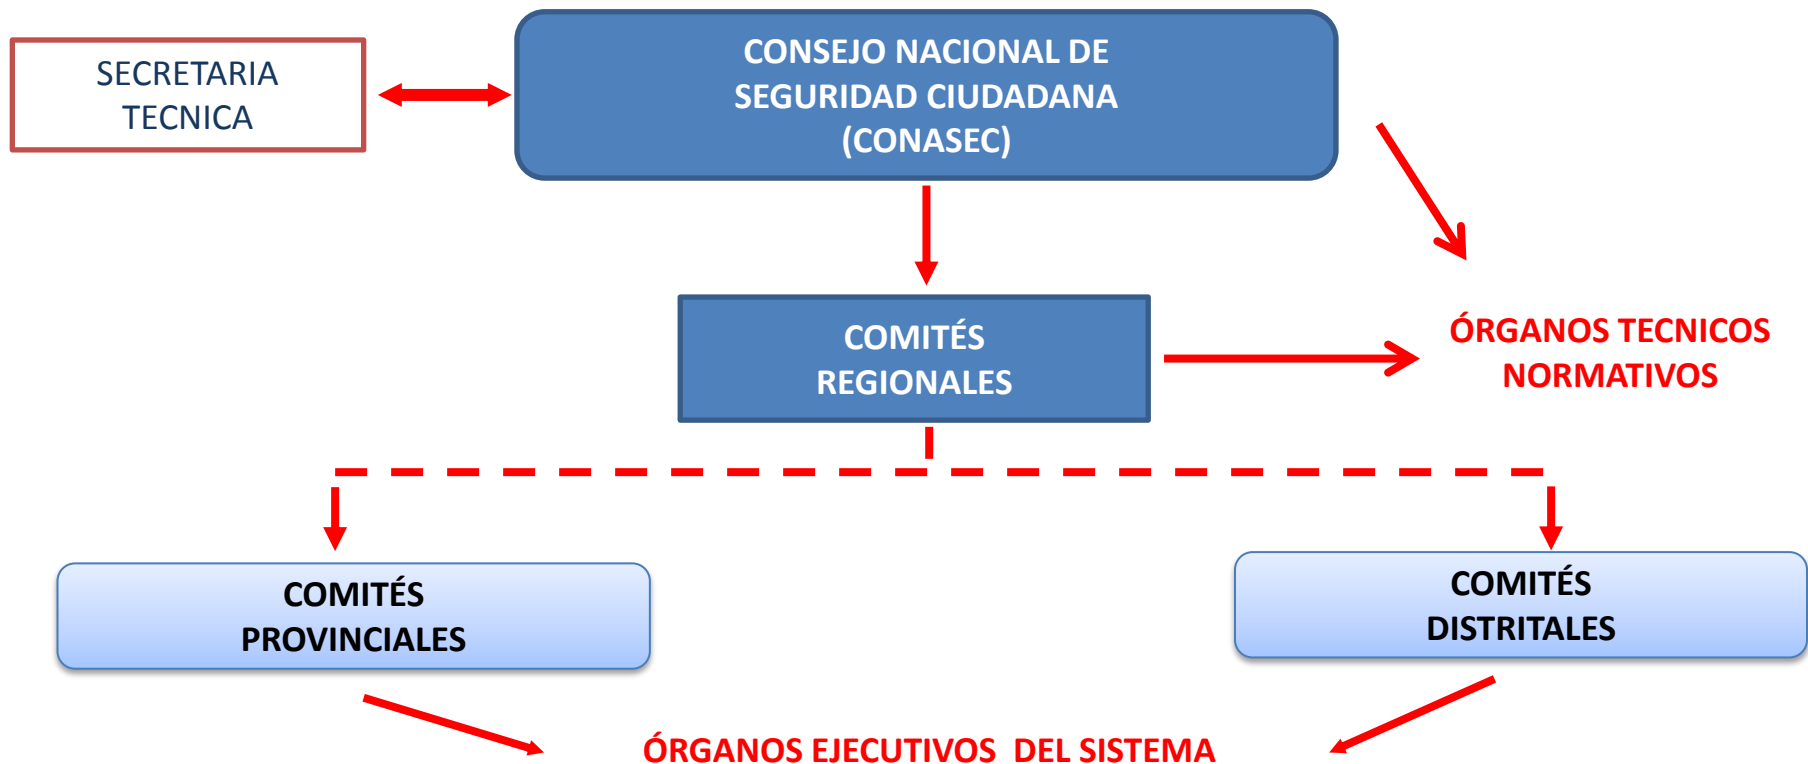 SECRETARIA
TECNICA
CONSEJO NACIONAL DE
SEGURIDAD CIUDADANA
(CONASEC)
COMITÉS
REGIONALES
ÓRGANOS TECNICOS
NORMATIVOS
COMITÉS
PROVINCIALES
COMITÉS
DISTRITALES
ÓRGANOS EJECUTIVOS DEL SISTEMA